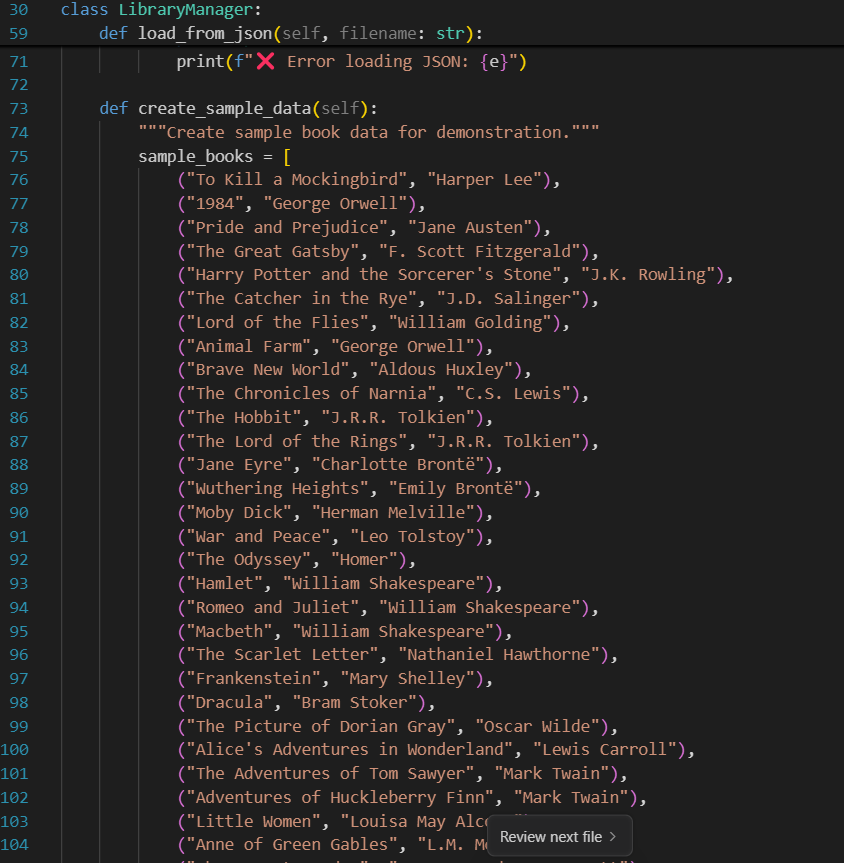 30 class LibraryManager:
59 def load_from_json(self, filename: str):
71 print(f"❌ Error loading JSON: {e}")
72
73 def create_sample_data(self):
74 """Create sample book data for demonstration."""
75 sample_books = [
76 ("To Kill a Mockingbird", "Harper Lee"),
77 ("1984", "George Orwell"),
78 ("Pride and Prejudice", "Jane Austen"),
79 ("The Great Gatsby", "F. Scott Fitzgerald"),
80 ("Harry Potter and the Sorcerer's Stone", "J.K. Rowling"),
81 ("The Catcher in the Rye", "J.D. Salinger"),
82 ("Lord of the Flies", "William Golding"),
83 ("Animal Farm", "George Orwell"),
84 ("Brave New World", "Aldous Huxley"),
85 ("The Chronicles of Narnia", "C.S. Lewis"),
86 ("The Hobbit", "J.R.R. Tolkien"),
87 ("The Lord of the Rings", "J.R.R. Tolkien"),
88 ("Jane Eyre", "Charlotte Brontë"),
89 ("Wuthering Heights", "Emily Brontë"),
90 ("Moby Dick", "Herman Melville"),
91 ("War and Peace", "Leo Tolstoy"),
92 ("The Odyssey", "Homer"),
93 ("Hamlet", "William Shakespeare"),
94 ("Romeo and Juliet", "William Shakespeare"),
95 ("Macbeth", "William Shakespeare"),
96 ("The Scarlet Letter", "Nathaniel Hawthorne"),
97 ("Frankenstein", "Mary Shelley"),
98 ("Dracula", "Bram Stoker"),
99 ("The Picture of Dorian Gray", "Oscar Wilde"),
100 ("Alice's Adventures in Wonderland", "Lewis Carroll"),
101 ("The Adventures of Tom Sawyer", "Mark Twain"),
102 ("Adventures of Huckleberry Finn", "Mark Twain"),
103 ("Little Women", "Louisa May
Review next file >
104 ("Anne of Green Gables", "L.M.